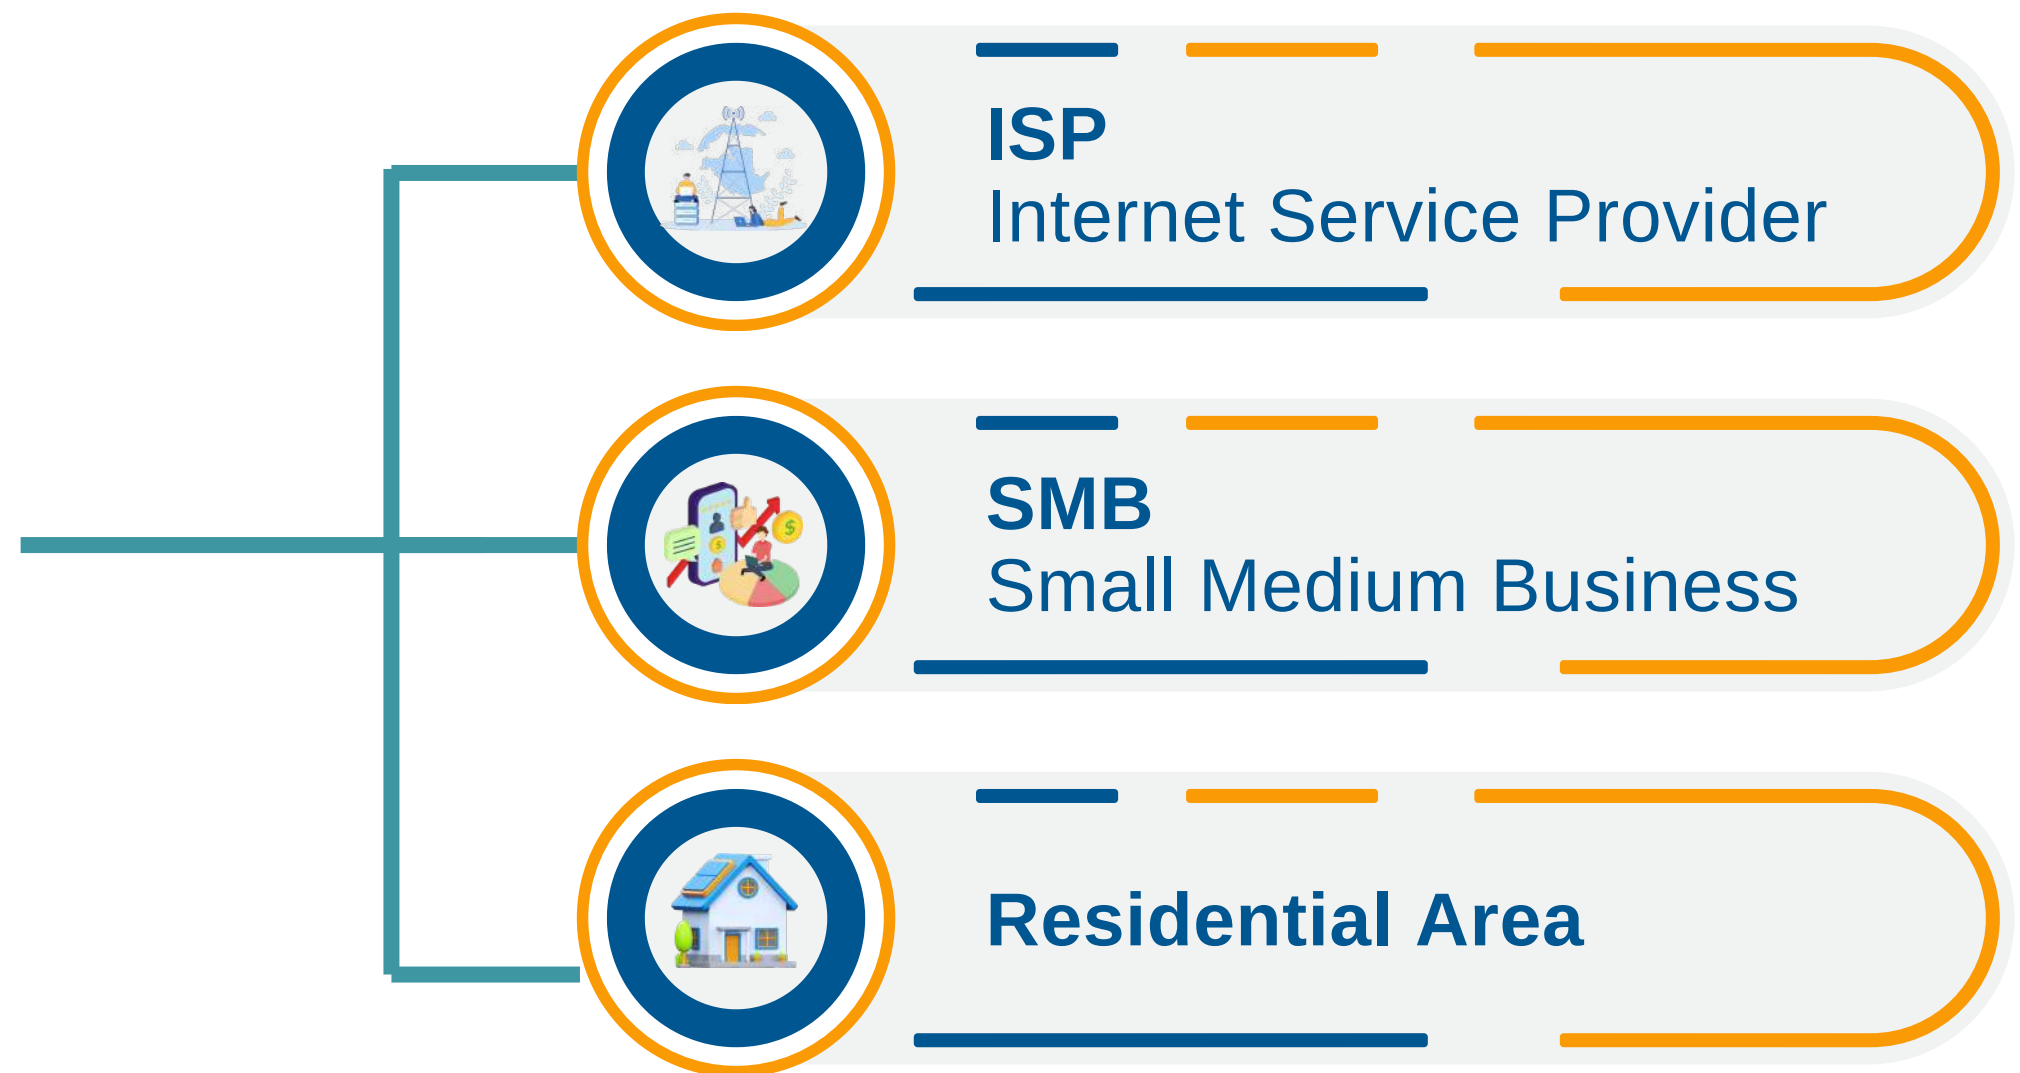 ISP
Internet Service Provider
SMB
Small Medium Business
Residential Area